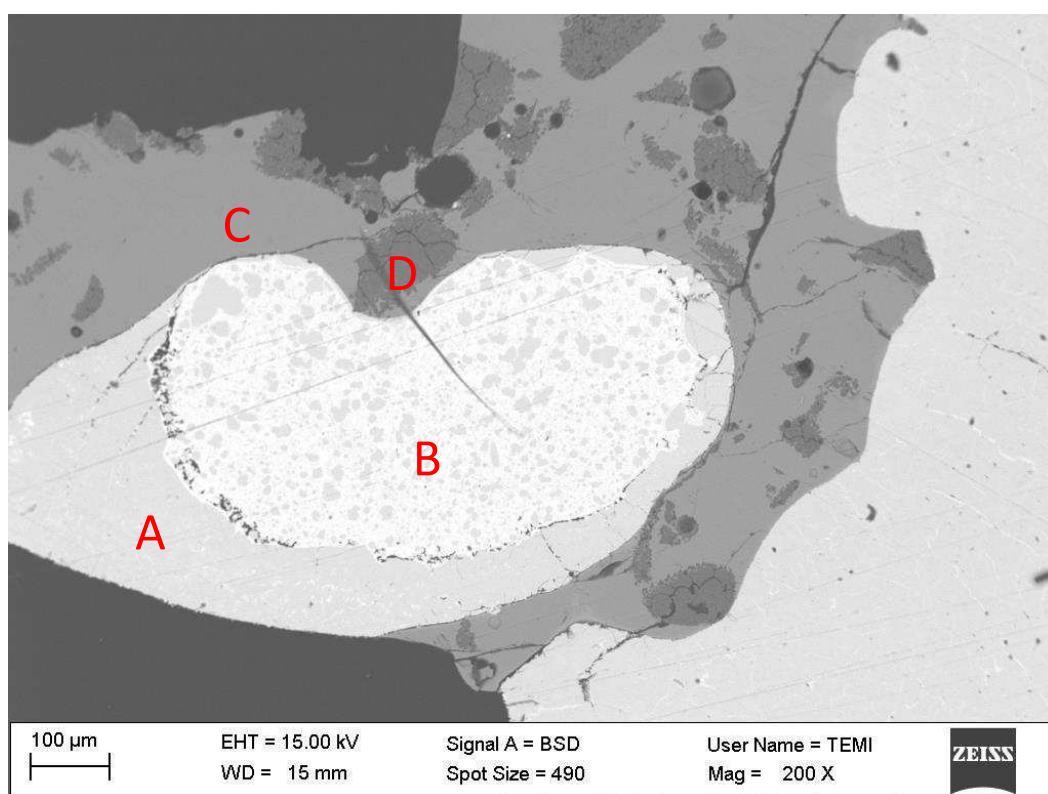 C
D
B
A
100 µm
EHT = 15.00 kV
Signal A = BSD
User Name = TEMI
WD = 15 mm
Spot Size = 490
Mag = 200 X
ZEISS